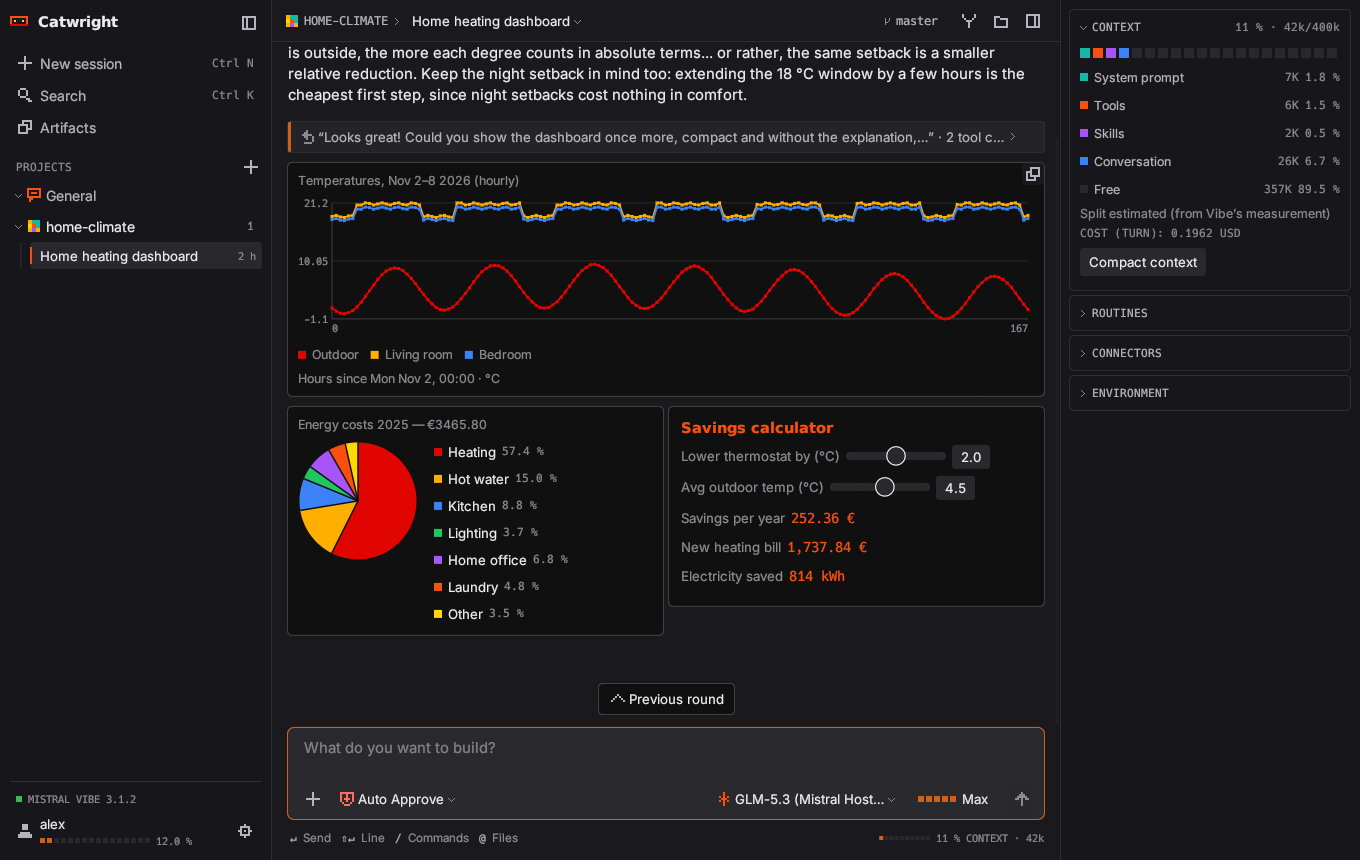 Catwright
New session Ctrl N
Search Ctrl K
Artifacts
PROJECTS
General
home-climate 1
Home heating dashboard 2 h
MISTRAL VIBE 3.1.2
alex
12.0 %
HOME-CLIMATE
Home heating dashboard
master
is outside, the more each degree counts in absolute terms... or rather, the same setback is a smaller
relative reduction. Keep the night setback in mind too: extending the 18 °C window by a few hours is the
cheapest first step, since night setbacks cost nothing in comfort.
“Looks great! Could you show the dashboard once more, compact and without the explanation,…” · 2 tool c...
Temperatures, Nov 2–8 2026 (hourly)
21.2
10.05
−1.1
0 167
Outdoor Living room Bedroom
Hours since Mon Nov 2, 00:00 · °C
Energy costs 2025 — €3465.80
Heating 57.4 %
Hot water 15.0 %
Kitchen 8.8 %
Lighting 3.7 %
Home office 6.8 %
Laundry 4.8 %
Other 3.5 %
Savings calculator
Lower thermostat by (°C) 2.0
Avg outdoor temp (°C) 4.5
Savings per year 252.36 €
New heating bill 1,737.84 €
Electricity saved 814 kWh
Previous round
What do you want to build?
Auto Approve
GLM-5.3 (Mistral Host...
Max
↵ Send ⇧↵ Line / Commands @ Files
11 % CONTEXT · 42k
CONTEXT 11 % · 42k/400k
System prompt 7K 1.8 %
Tools 6K 1.5 %
Skills 2K 0.5 %
Conversation 26K 6.7 %
Free 357K 89.5 %
Split estimated (from Vibe's measurement)
COST (TURN): 0.1962 USD
Compact context
ROUTINES
CONNECTORS
ENVIRONMENT